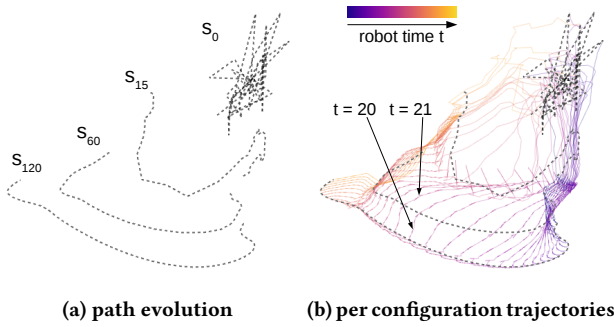 S0
S15
S60
S120
robot time t
t = 20
t = 21
(a) path evolution
(b) per configuration trajectories